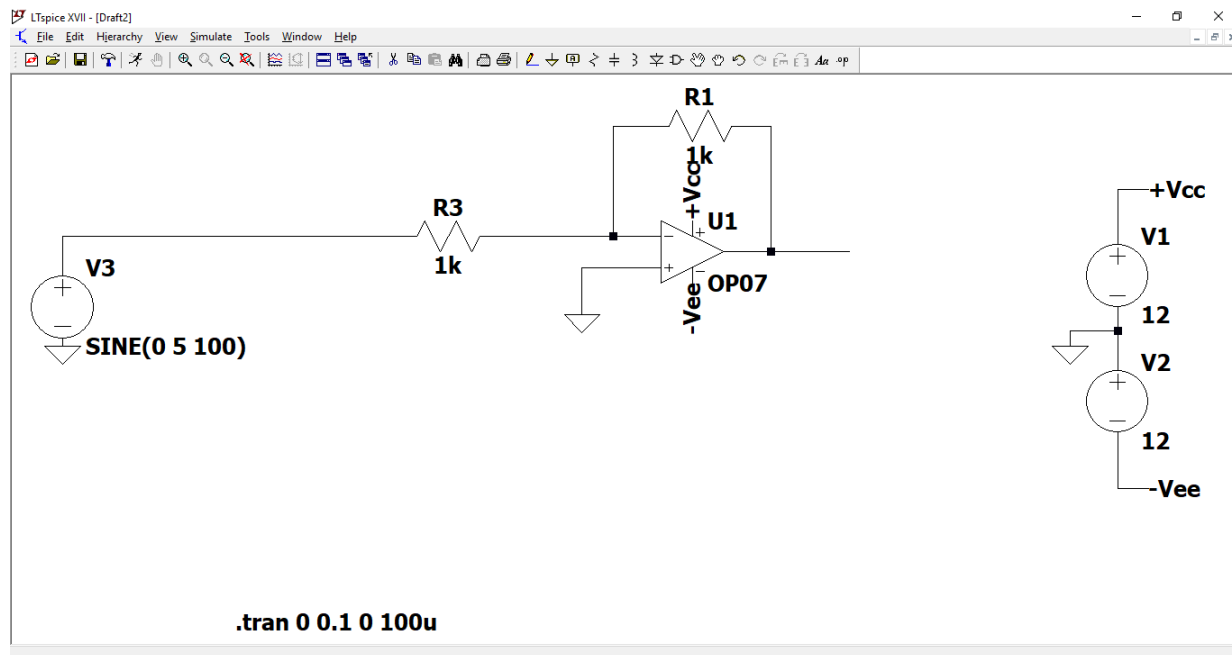 LTspice XVII - [Draft2]
File Edit Hierarchy View Simulate Tools Window Help
R1
1k
+Vcc
R3
1k
U1
OP07
-Vee
V3
SINE(0 5 100)
+Vcc
V1
12
V2
12
-Vee
.tran 0 0.1 0 100u